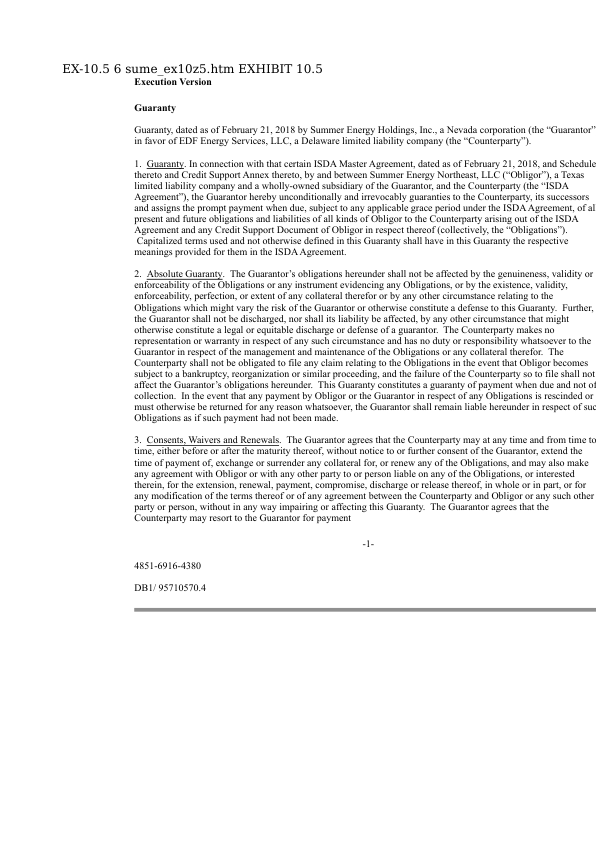 EX-10.5 6 sume_ex10z5.htm EXHIBIT 10.5
Execution Version
Guaranty
Guaranty, dated as of February 21, 2018 by Summer Energy Holdings, Inc., a Nevada corporation (the “Guarantor”
in favor of EDF Energy Services, LLC, a Delaware limited liability company (the “Counterparty”).
1. Guaranty. In connection with that certain ISDA Master Agreement, dated as of February 21, 2018, and Schedule
thereto and Credit Support Annex thereto, by and between Summer Energy Northeast, LLC (“Obligor”), a Texas
limited liability company and a wholly-owned subsidiary of the Guarantor, and the Counterparty (the “ISDA
Agreement”), the Guarantor hereby unconditionally and irrevocably guaranties to the Counterparty, its successors
and assigns the prompt payment when due, subject to any applicable grace period under the ISDA Agreement, of al
present and future obligations and liabilities of all kinds of Obligor to the Counterparty arising out of the ISDA
Agreement and any Credit Support Document of Obligor in respect thereof (collectively, the “Obligations”).
Capitalized terms used and not otherwise defined in this Guaranty shall have in this Guaranty the respective
meanings provided for them in the ISDA Agreement.
2. Absolute Guaranty. The Guarantor’s obligations hereunder shall not be affected by the genuineness, validity or
enforceability of the Obligations or any instrument evidencing any Obligations, or by the existence, validity,
enforceability, perfection, or extent of any collateral therefor or by any other circumstance relating to the
Obligations which might vary the risk of the Guarantor or otherwise constitute a defense to this Guaranty. Further,
the Guarantor shall not be discharged, nor shall its liability be affected, by any other circumstance that might
otherwise constitute a legal or equitable discharge or defense of a guarantor. The Counterparty makes no
representation or warranty in respect of any such circumstance and has no duty or responsibility whatsoever to the
Guarantor in respect of the management and maintenance of the Obligations or any collateral therefor. The
Counterparty shall not be obligated to file any claim relating to the Obligations in the event that Obligor becomes
subject to a bankruptcy, reorganization or similar proceeding, and the failure of the Counterparty so to file shall not
affect the Guarantor’s obligations hereunder. This Guaranty constitutes a guaranty of payment when due and not of
collection. In the event that any payment by Obligor or the Guarantor in respect of any Obligations is rescinded or
must otherwise be returned for any reason whatsoever, the Guarantor shall remain liable hereunder in respect of suc
Obligations as if such payment had not been made.
3. Consents, Waivers and Renewals. The Guarantor agrees that the Counterparty may at any time and from time to
time, either before or after the maturity thereof, without notice to or further consent of the Guarantor, extend the
time of payment of, exchange or surrender any collateral for, or renew any of the Obligations, and may also make
any agreement with Obligor or with any other party to or person liable on any of the Obligations, or interested
therein, for the extension, renewal, payment, compromise, discharge or release thereof, in whole or in part, or for
any modification of the terms thereof or of any agreement between the Counterparty and Obligor or any such other
party or person, without in any way impairing or affecting this Guaranty. The Guarantor agrees that the
Counterparty may resort to the Guarantor for payment
-1-
4851-6916-4380
DB1/ 95710570.4